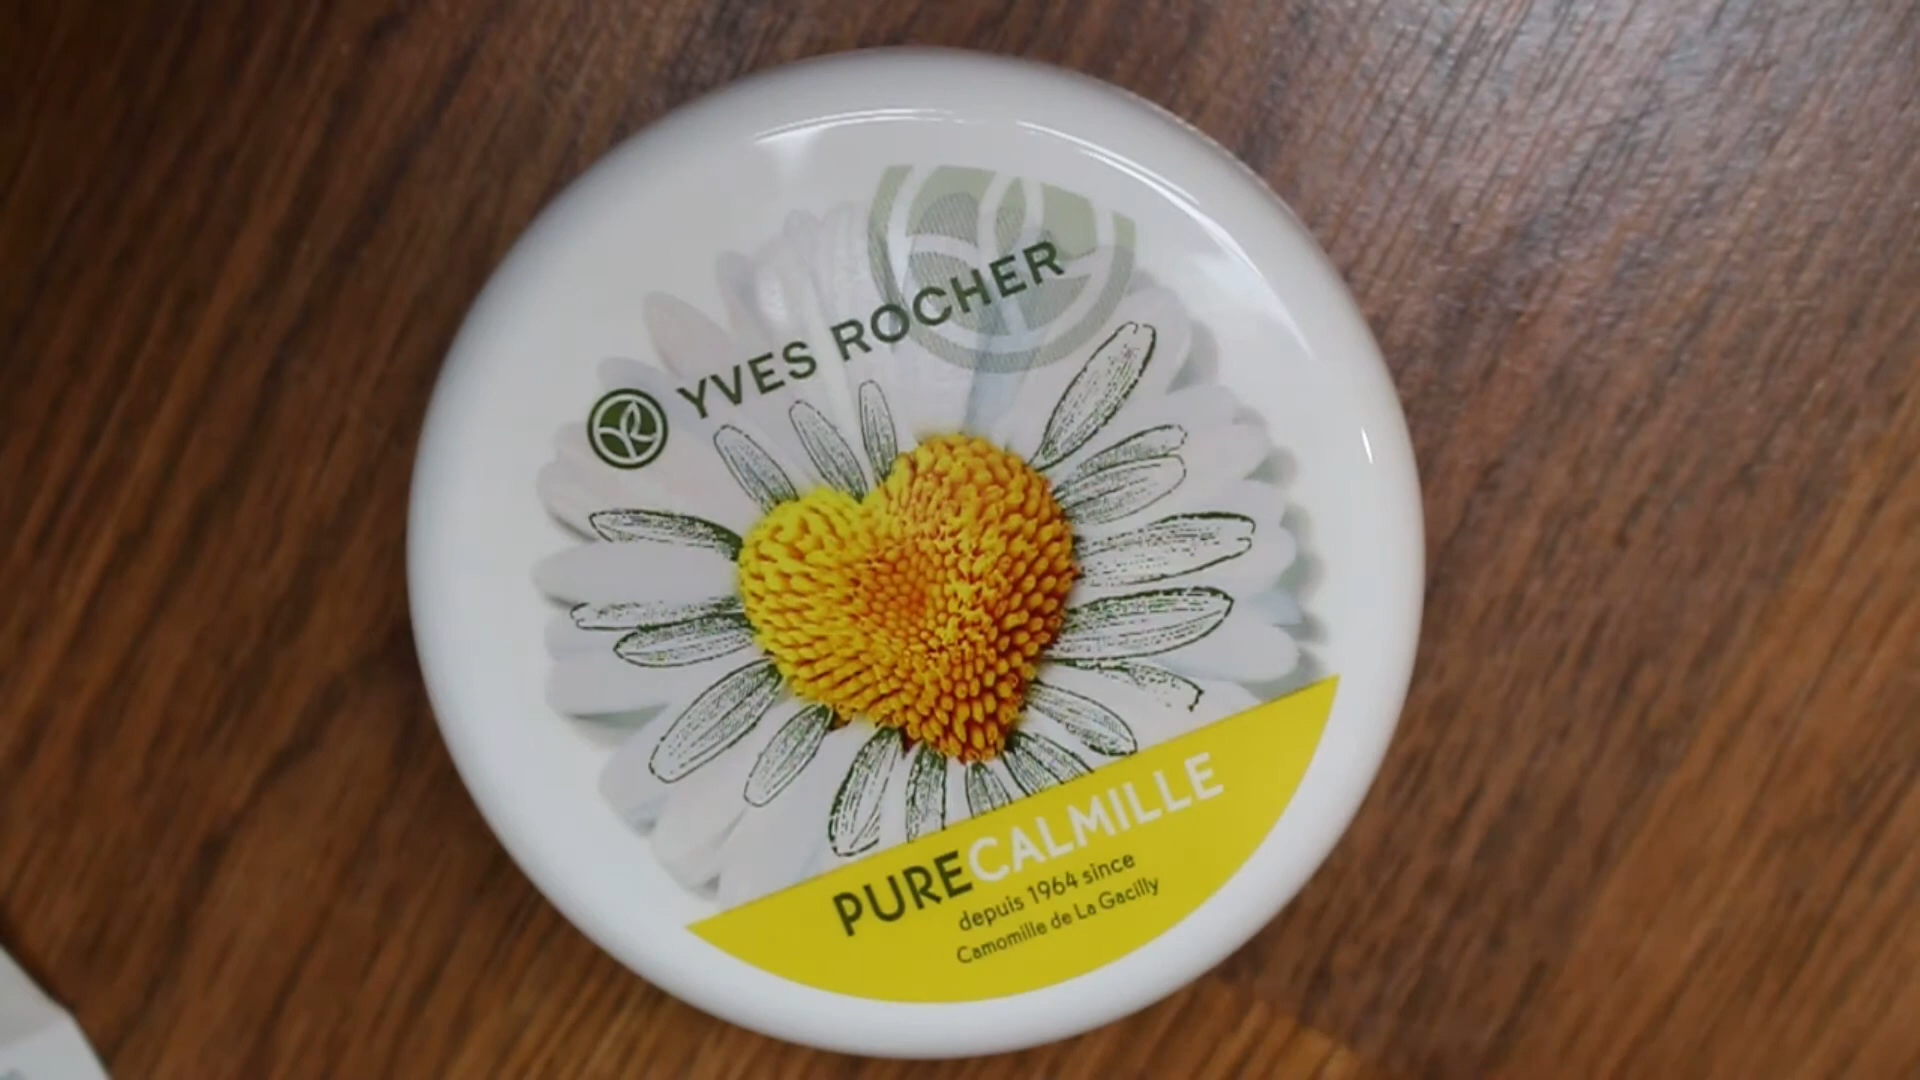 YVES ROCHER
PURECALMILLE
depuis 1964 since
Camomille de La Gacilly